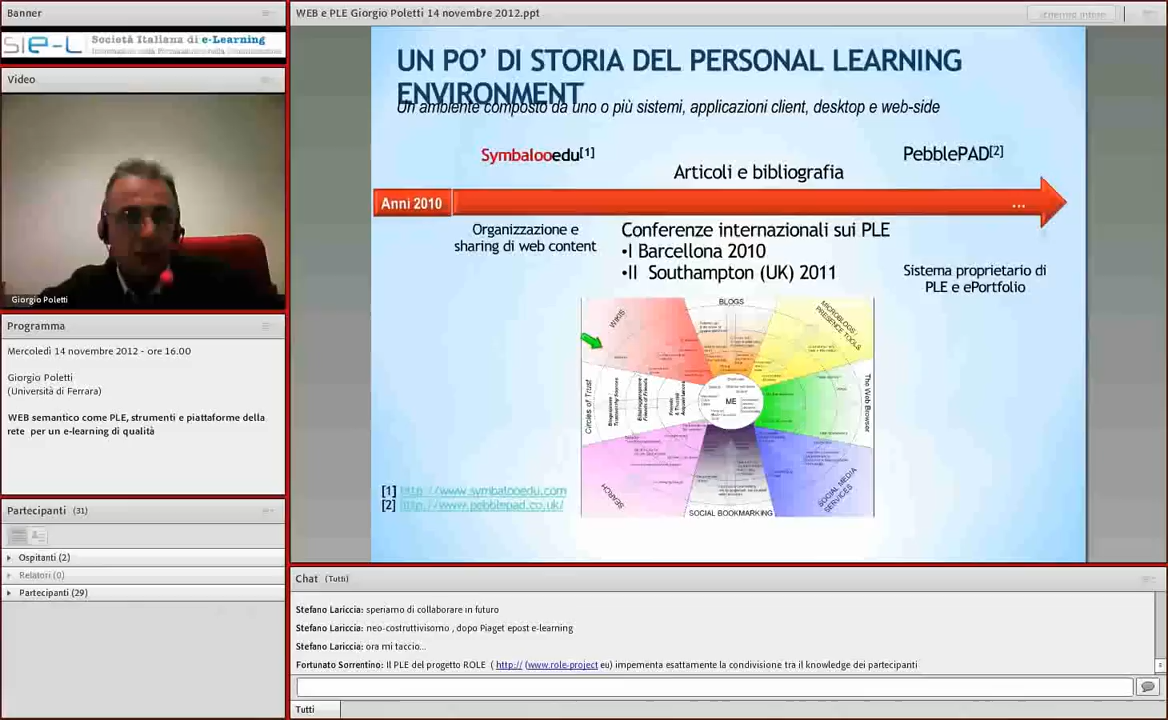 Banner
Società Italiana di e-Learning
Video
Giorgio Poletti
Programma
Mercoledì 14 novembre 2012 - ore 16.00
Giorgio Poletti
(Università di Ferrara)
WEB semantico come PLE, strumenti e piattaforme della
rete per un e-learning di qualità
Partecipanti (31)
Ospitanti (2)
Relatori (0)
Partecipanti (29)
WEB e PLE Giorgio Poletti 14 novembre 2012.ppt
Schermo intero
UN PO' DI STORIA DEL PERSONAL LEARNING
ENVIRONMENT
Un ambiente composto da uno o più sistemi, applicazioni client, desktop e web-side
Symbalooedu[1]
PebblePAD[2]
Articoli e bibliografia
Anni 2010
...
Organizzazione e
sharing di web content
Conferenze internazionali sui PLE
•I Barcellona 2010
•II Southampton (UK) 2011
Sistema proprietario di
PLE e ePortfolio
BLOGS
WIKIS
MICROBLOGS /
PRESENCE TOOLS
Circles of Trust
ME
The Web Browser
SEARCH
SOCIAL BOOKMARKING
SOCIAL MEDIA
SERVICES
[1] http://www.symbalooedu.com
[2] http://www.pebblepad.co.uk/
Chat (Tutti)
Stefano Lariccia: speriamo di collaborare in futuro
Stefano Lariccia: neo-costruttivisorno , dopo Piaget epost e-learning
Stefano Lariccia: ora mi taccio...
Fortunato Sorrentino: Il PLE del progetto ROLE ( http:// (www.role-project eu) impementa esattamente la condivisione tra il knowledge dei partecipanti
Tutti